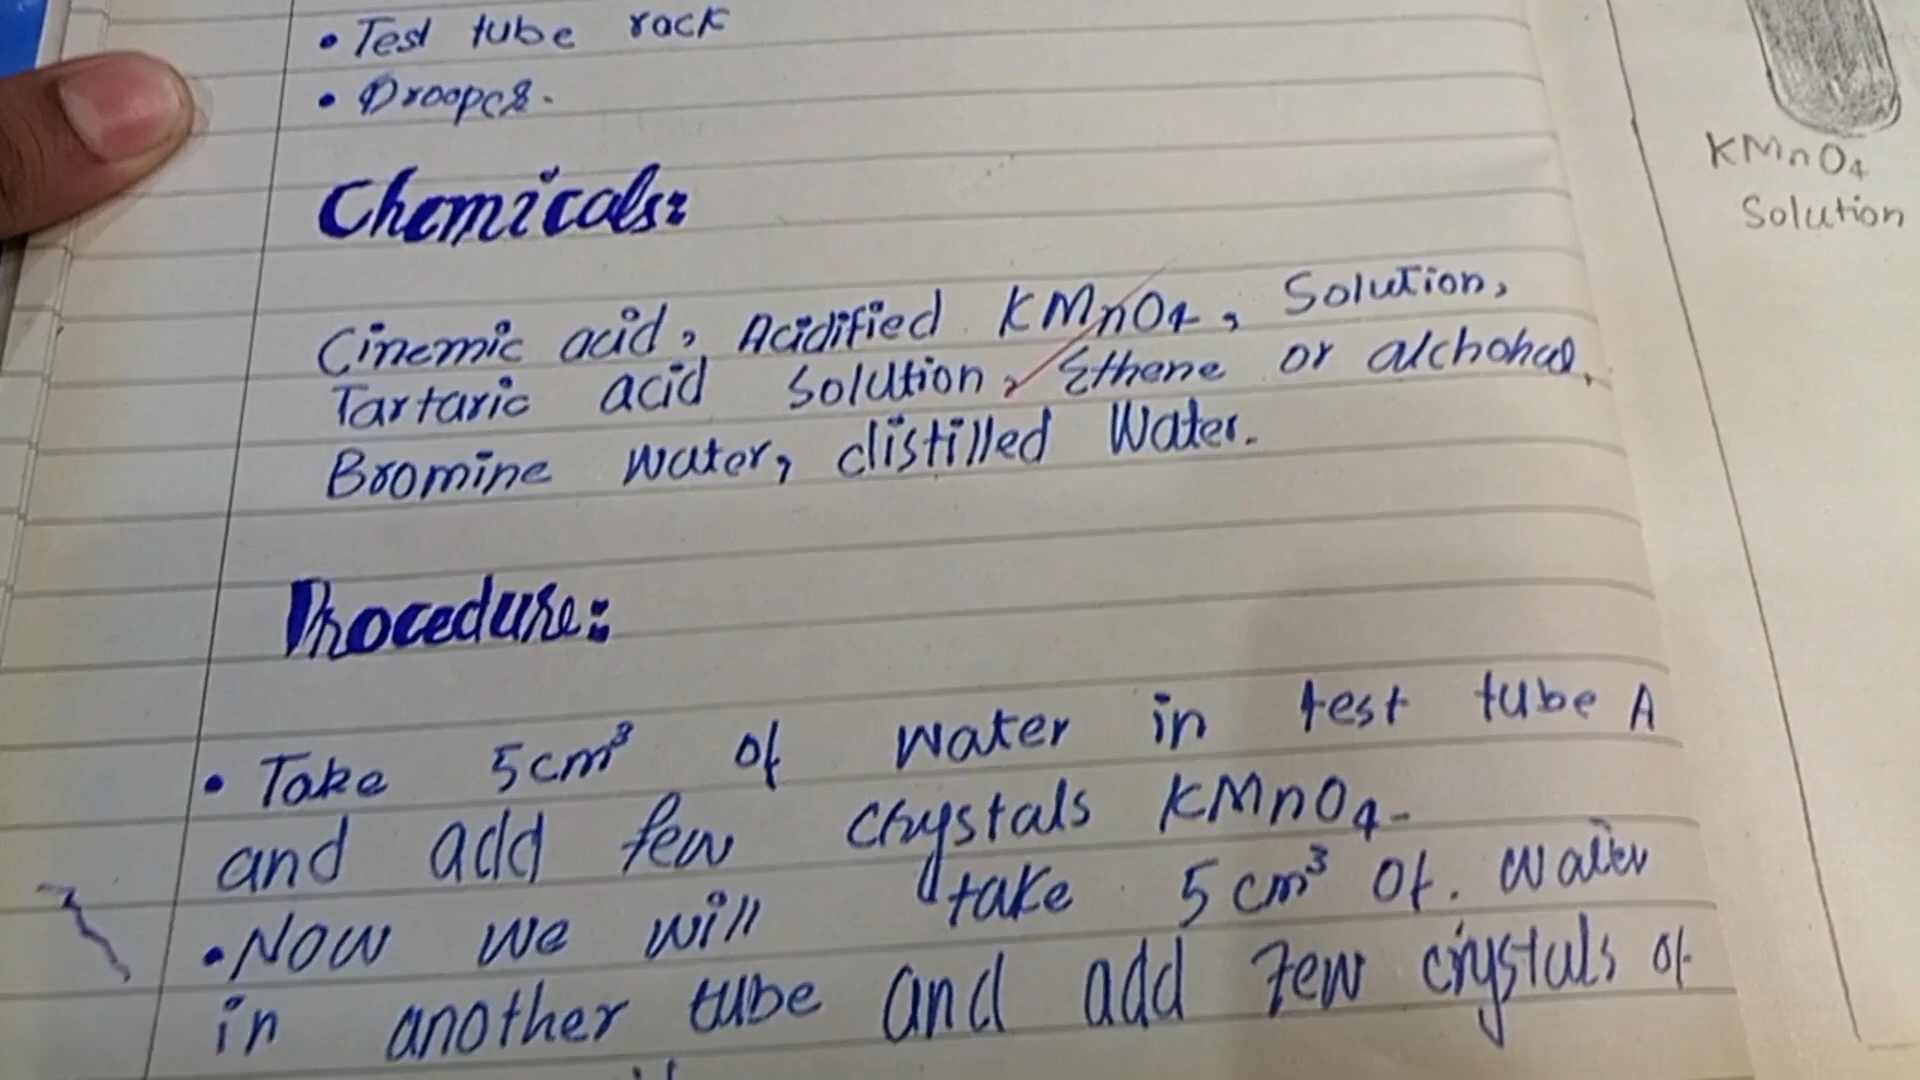 • Test tube rack
• Droopes.
Chemicals:
Cinemic acid, Acidified KMnO4, Solution,
Tartaric acid solution, Ethene or alchohal,
Bromine water, distilled Water.
Procedure:
• Take 5cm³ of water in test tube A
and add few crystals KMnO4.
• Now we will take 5cm³ of. water
in another tube and add few crystals of
KMnO4
Solution